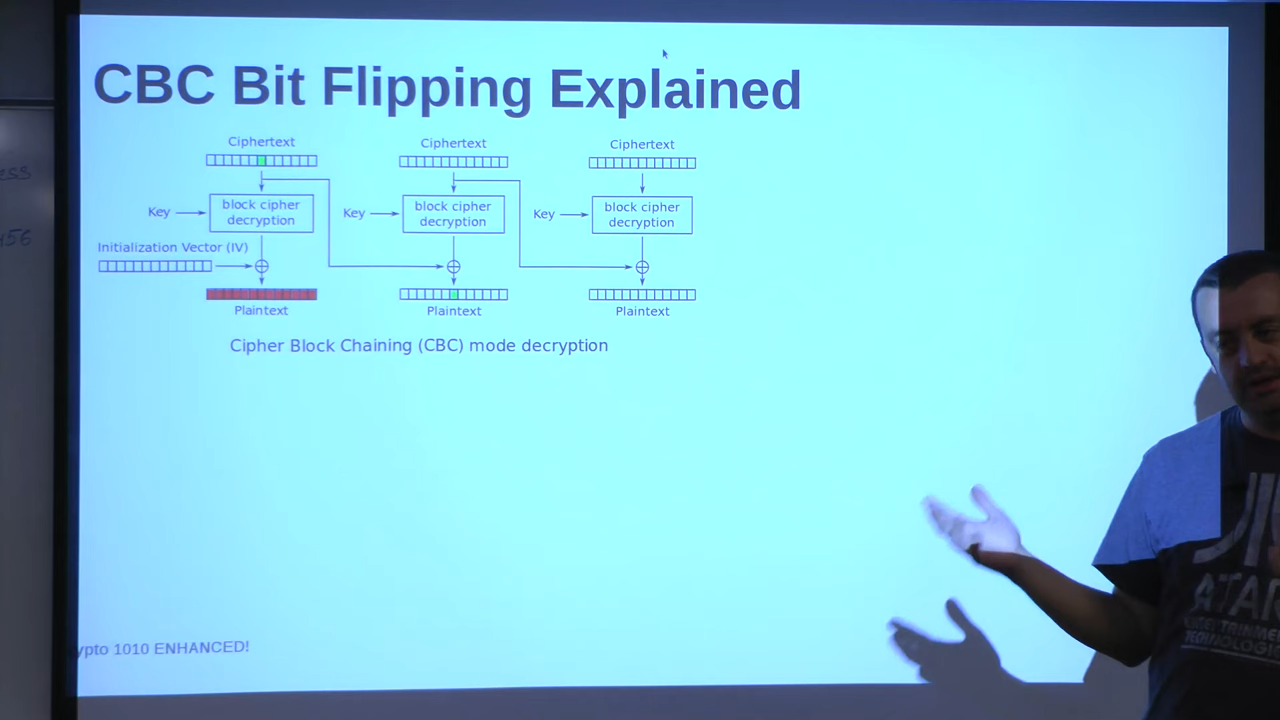 CBC Bit Flipping Explained
Ciphertext Ciphertext Ciphertext
block cipher decryption
block cipher decryption
block cipher decryption
Key Key Key
Initialization Vector (IV)
Plaintext Plaintext Plaintext
Cipher Block Chaining (CBC) mode decryption
ypto 1010 ENHANCED!
ATAR